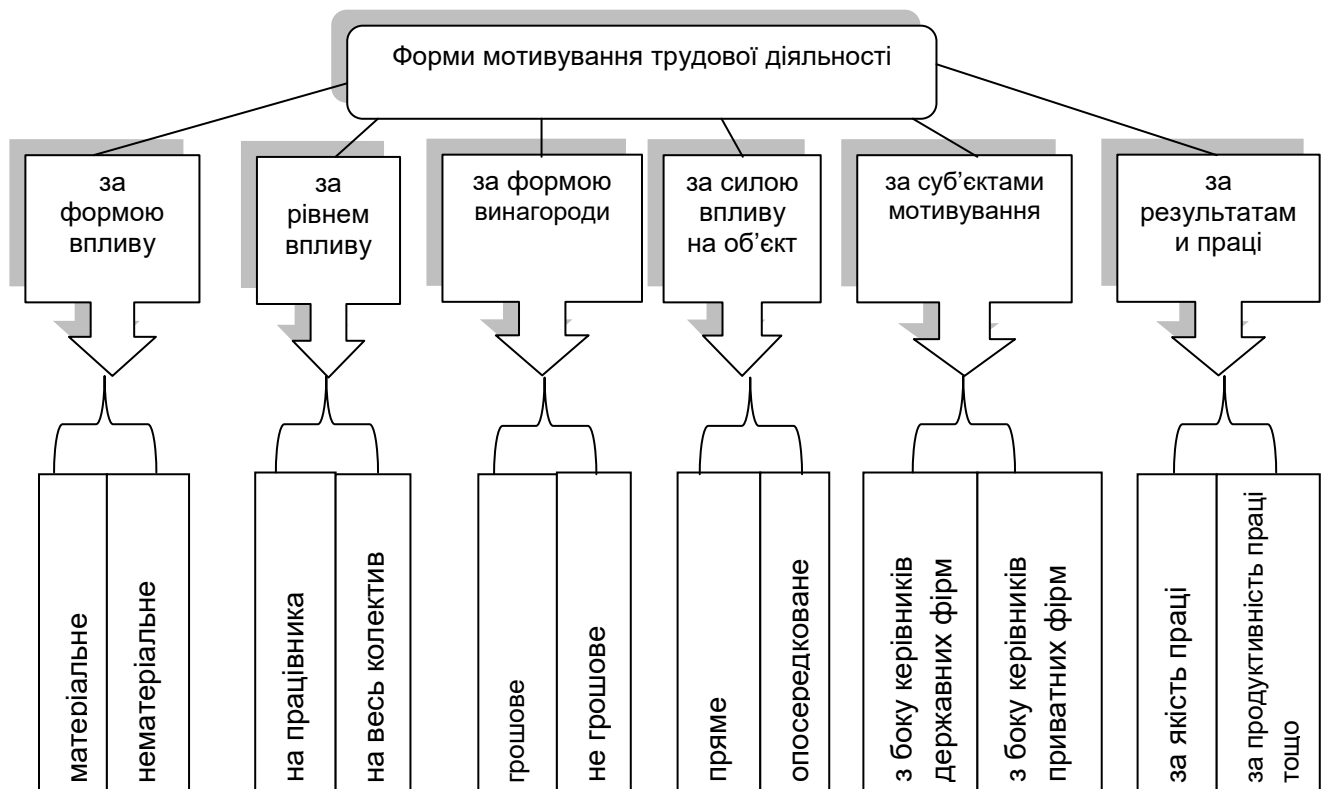 Форми мотивування трудової діяльності
за
формою
впливу
за
рівнем
впливу
за формою
винагороди
за силою
впливу
на об’єкт
за суб’єктами
мотивування
за
результатам
и праці
матеріальне
нематеріальне
на працівника
на весь колектив
грошове
не грошове
пряме
опосередковане
з боку керівників
державних фірм
з боку керівників
приватних фірм
за якість праці
за продуктивність праці
тощо